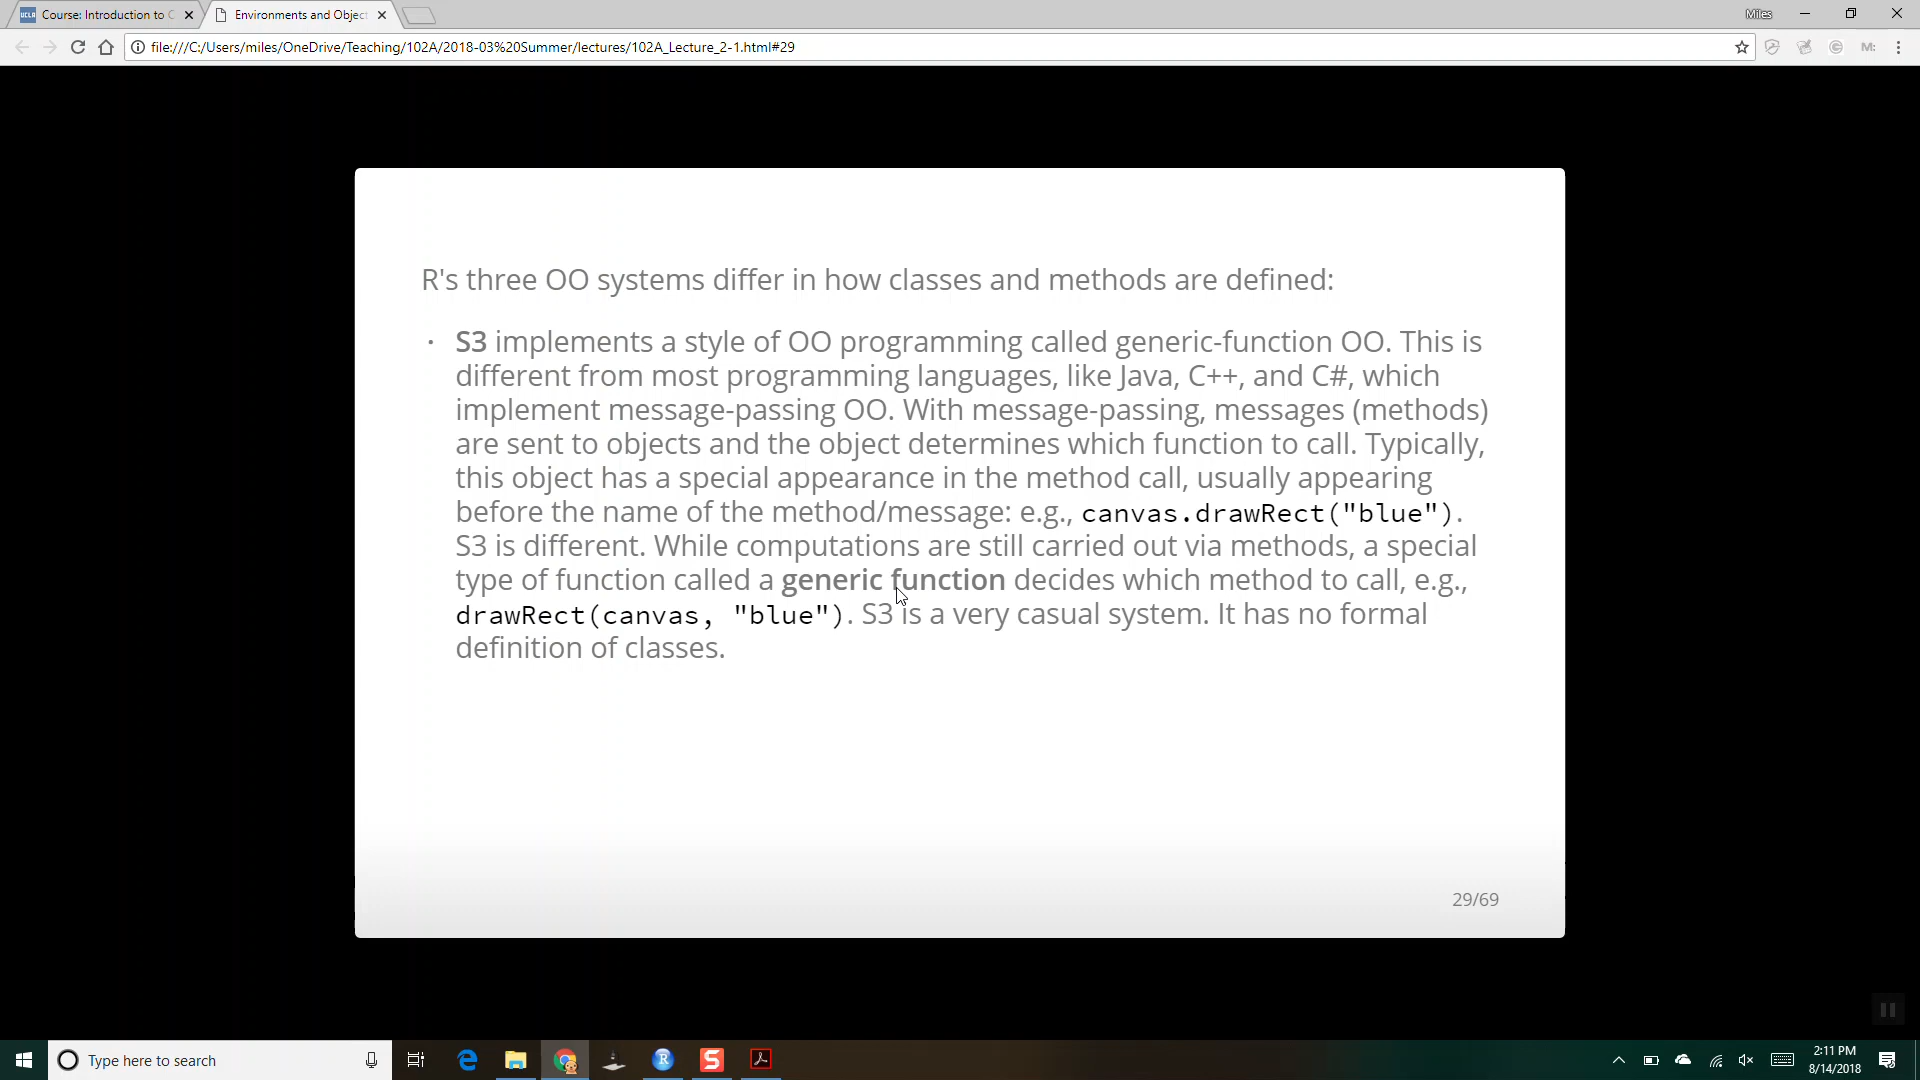 UCLA Course: Introduction to C
Environments and Object
Miles
file:///C:/Users/miles/OneDrive/Teaching/102A/2018-03%20Summer/lectures/102A_Lecture_2-1.html#29
M:
R's three OO systems differ in how classes and methods are defined:
· S3 implements a style of OO programming called generic-function OO. This is
different from most programming languages, like Java, C++, and C#, which
implement message-passing OO. With message-passing, messages (methods)
are sent to objects and the object determines which function to call. Typically,
this object has a special appearance in the method call, usually appearing
before the name of the method/message: e.g., canvas.drawRect("blue").
S3 is different. While computations are still carried out via methods, a special
type of function called a generic function decides which method to call, e.g.,
drawRect(canvas, "blue"). S3 is a very casual system. It has no formal
definition of classes.
29/69
Type here to search
2:11 PM
8/14/2018